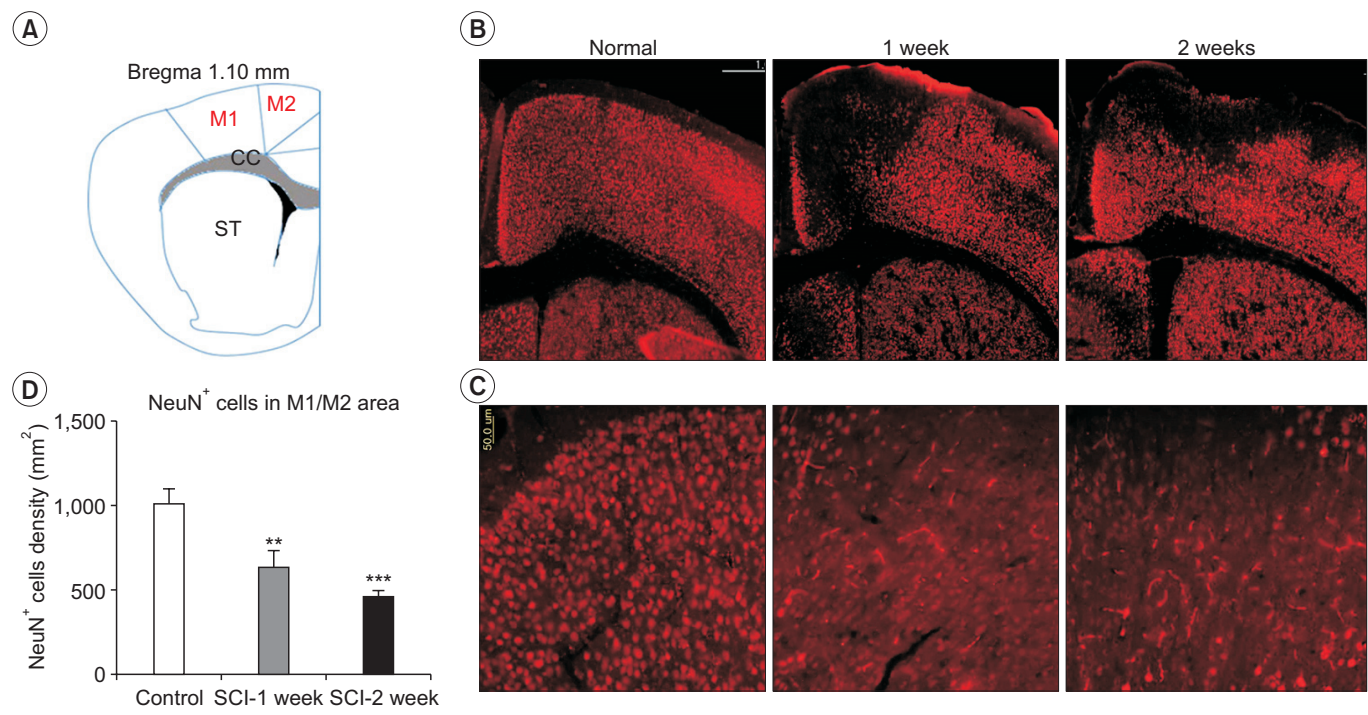 A
Bregma 1.10 mm
M1
M2
CC
ST
B
Normal
1 week
2 weeks
1.
C
50.0 um
D
NeuN⁺ cells in M1/M2 area
NeuN⁺ cells density (mm²)
1,500
1,000
500
0
**
***
Control SCI-1 week SCI-2 week